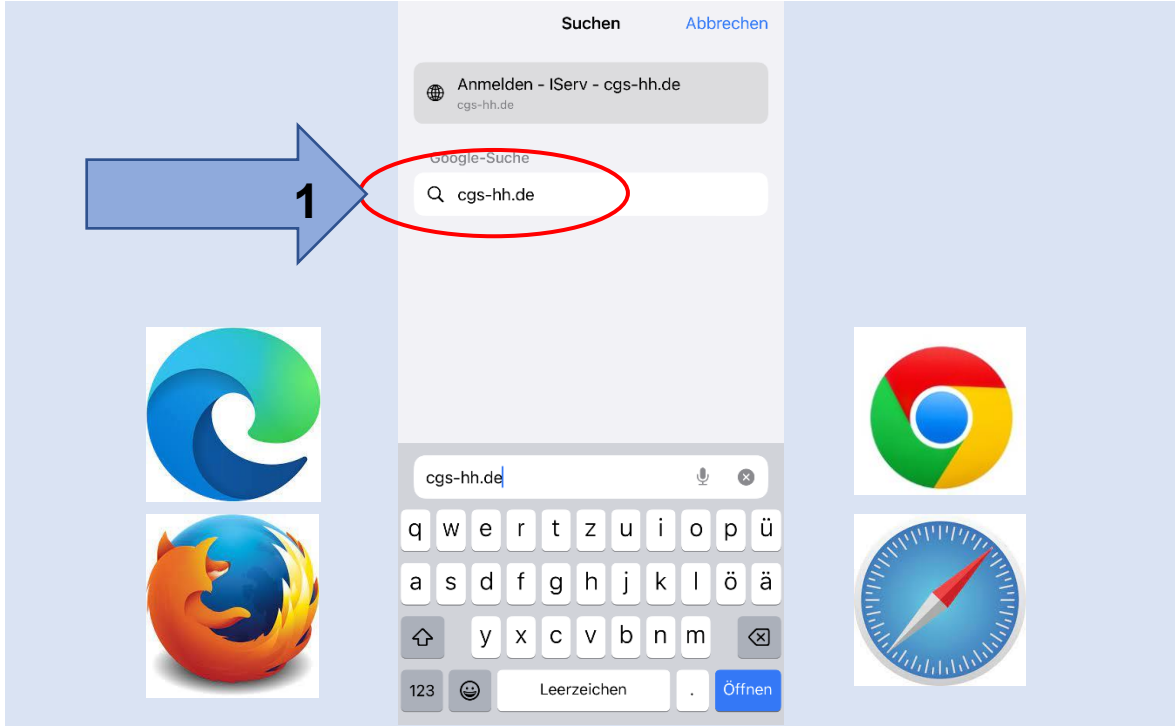 Suchen Abbrechen
Anmelden - IServ - cgs-hh.de
cgs-hh.de
Google-Suche
1
cgs-hh.de
cgs-hh.de
q w e r t z u i o p ü
a s d f g h j k l ö ä
y x c v b n m
123 Leerzeichen . Öffnen